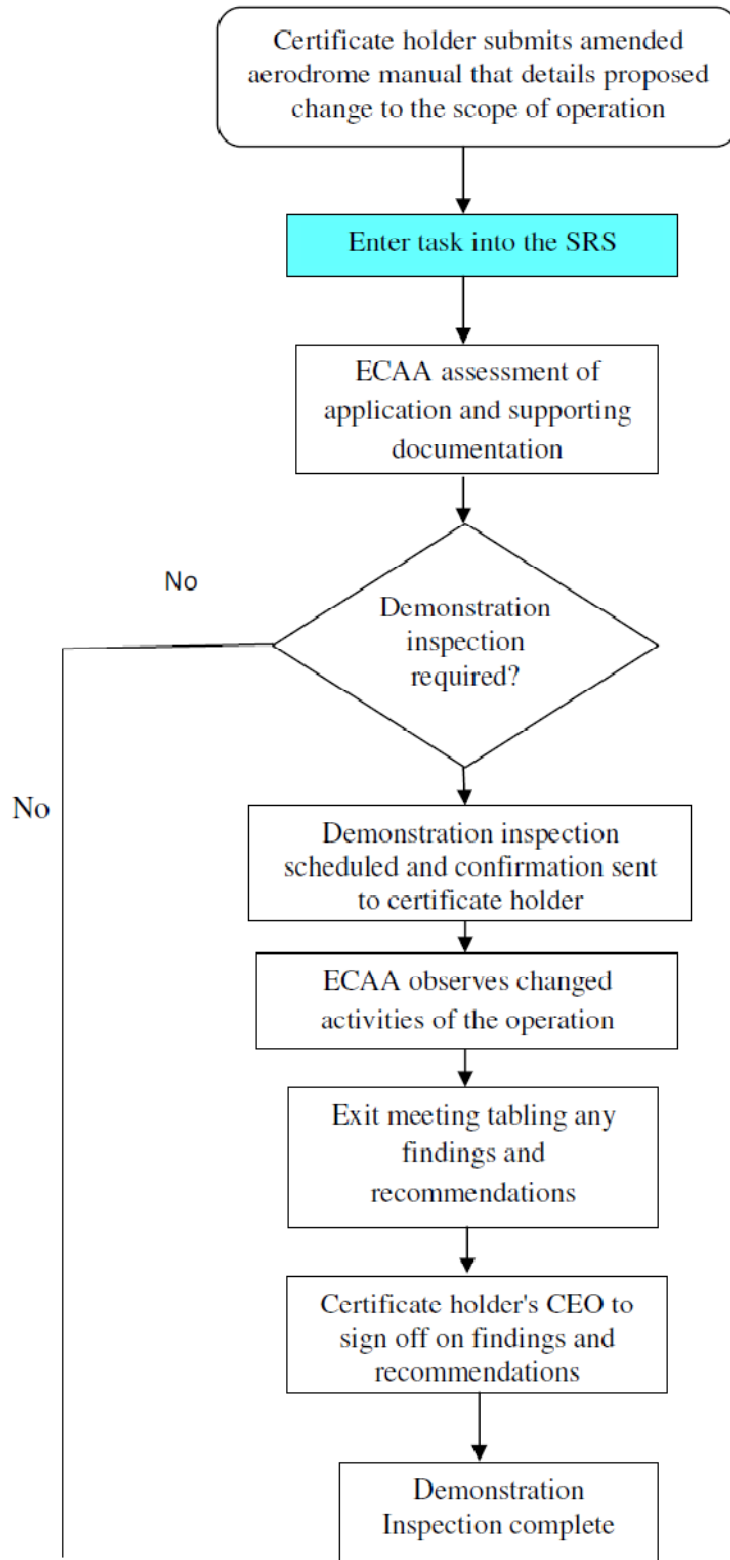 Certificate holder submits amended
aerodrome manual that details proposed
change to the scope of operation
Enter task into the SRS
ECAA assessment of
application and supporting
documentation
No
Demonstration
inspection
required?
No
Demonstration inspection
scheduled and confirmation sent
to certificate holder
ECAA observes changed
activities of the operation
Exit meeting tabling any
findings and
recommendations
Certificate holder's CEO to
sign off on findings and
recommendations
Demonstration
Inspection complete